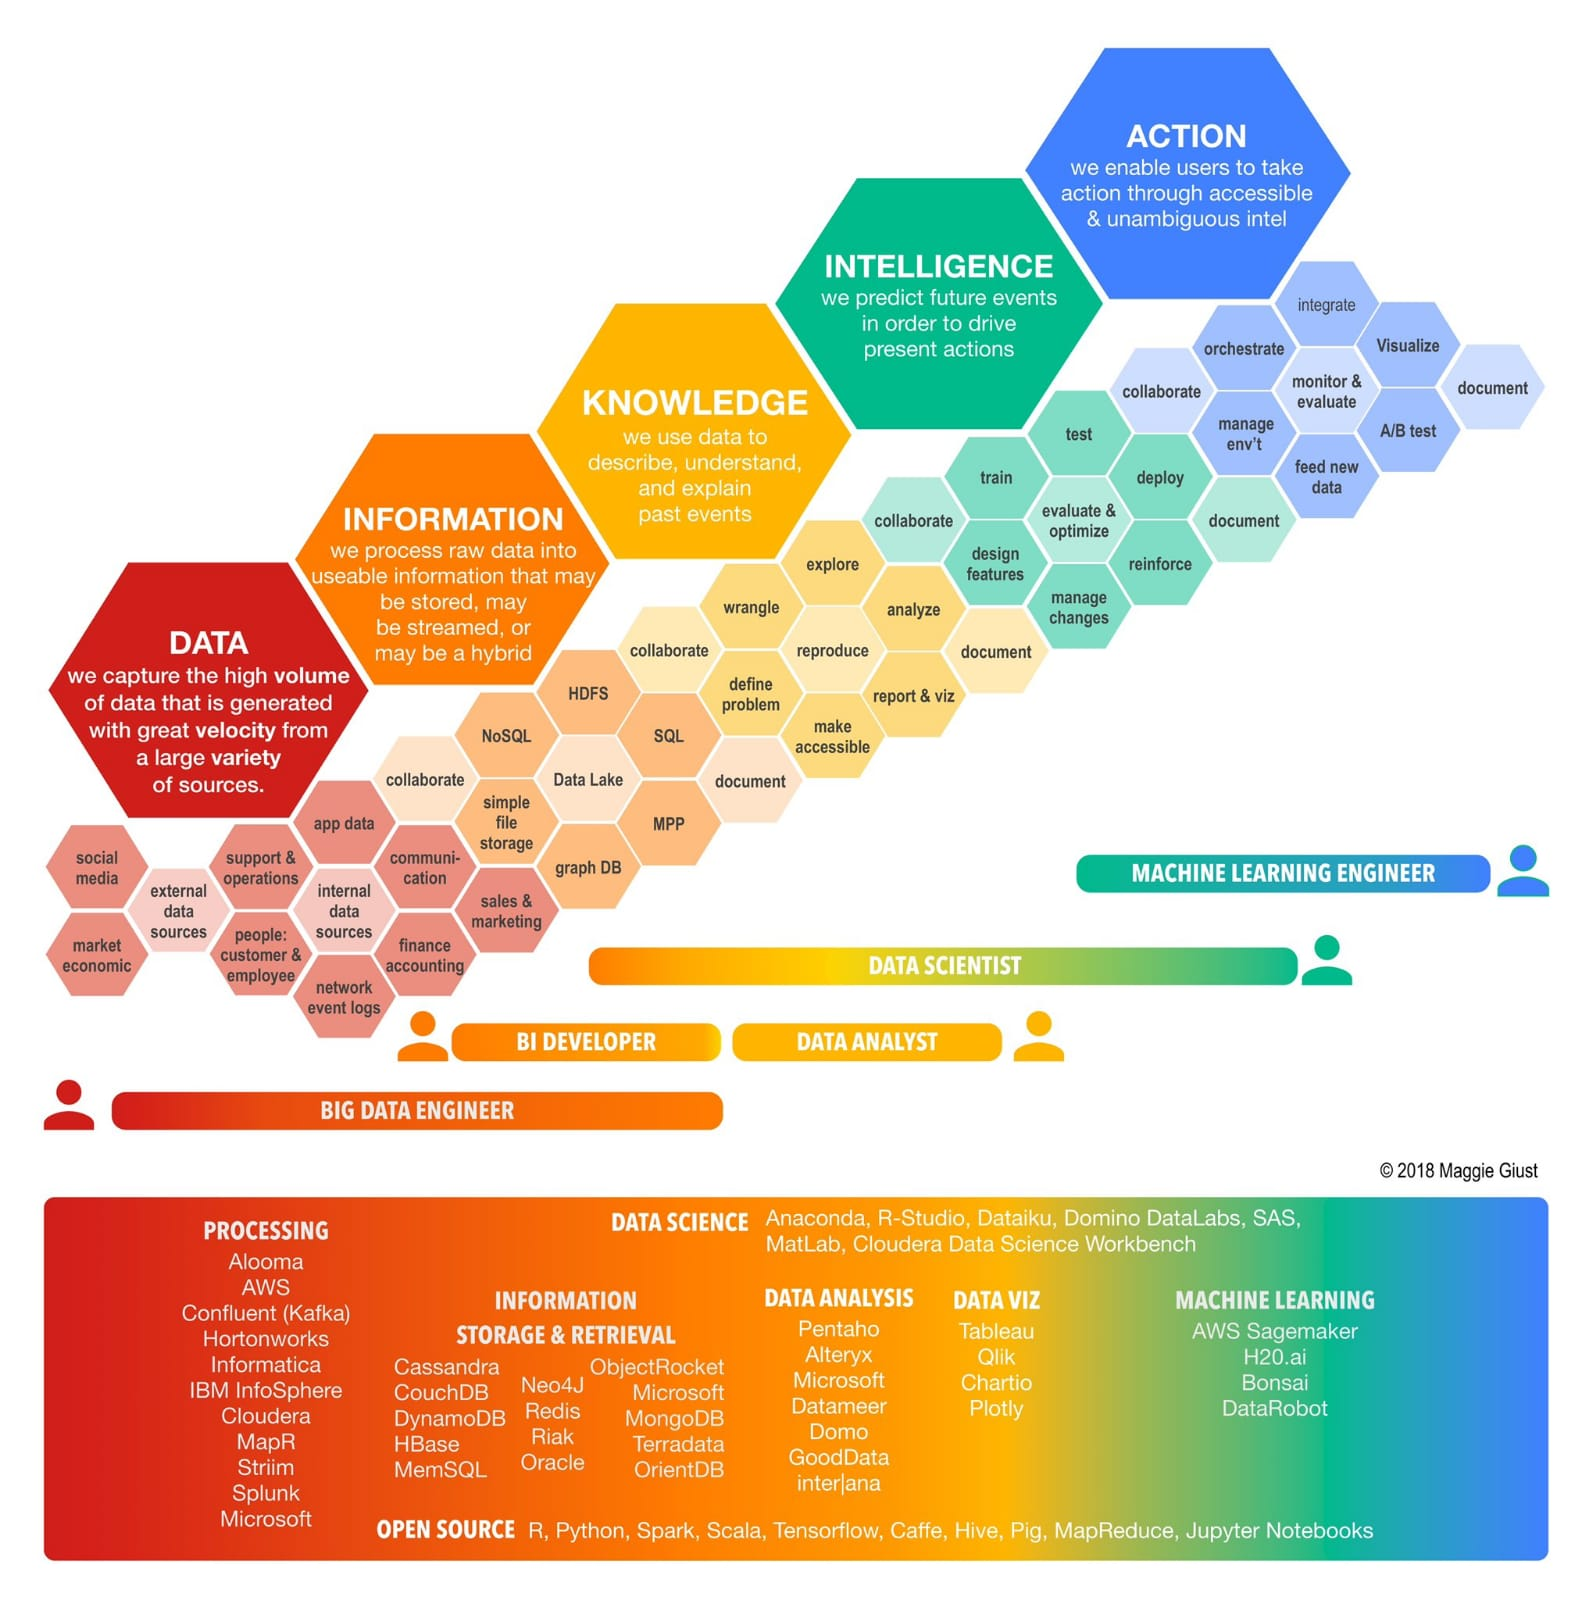 ACTION
we enable users to take
action through accessible
& unambiguous intel
INTELLIGENCE
we predict future events
in order to drive
present actions
KNOWLEDGE
we use data to
describe, understand,
and explain
past events
INFORMATION
we process raw data into
useable information that may
be stored, may
be streamed, or
may be a hybrid
DATA
we capture the high volume
of data that is generated
with great velocity from
a large variety
of sources.
social
media
market
economic
external
data
sources
support &
operations
people:
customer &
employee
app data
internal
data
sources
network
event logs
communi-
cation
finance
accounting
sales &
marketing
collaborate
NoSQL
simple
file
storage
HDFS
Data Lake
graph DB
SQL
MPP
document
collaborate
wrangle
define
problem
explore
reproduce
make
accessible
analyze
report & viz
document
collaborate
train
design
features
test
evaluate &
optimize
manage
changes
deploy
reinforce
document
collaborate
orchestrate
manage
env't
integrate
monitor &
evaluate
feed new
data
Visualize
A/B test
document
MACHINE LEARNING ENGINEER
DATA SCIENTIST
BI DEVELOPER
DATA ANALYST
BIG DATA ENGINEER
© 2018 Maggie Giust
PROCESSING
Alooma
AWS
Confluent (Kafka)
Hortonworks
Informatica
IBM InfoSphere
Cloudera
MapR
Striim
Splunk
Microsoft
DATA SCIENCE Anaconda, R-Studio, Dataiku, Domino DataLabs, SAS,
MatLab, Cloudera Data Science Workbench
INFORMATION
STORAGE & RETRIEVAL
Cassandra
CouchDB
DynamoDB
HBase
MemSQL
Neo4J
Redis
Riak
Oracle
ObjectRocket
Microsoft
MongoDB
Terradata
OrientDB
DATA ANALYSIS
Pentaho
Alteryx
Microsoft
Datameer
Domo
GoodData
inter|ana
DATA VIZ
Tableau
Qlik
Chartio
Plotly
MACHINE LEARNING
AWS Sagemaker
H20.ai
Bonsai
DataRobot
OPEN SOURCE R, Python, Spark, Scala, Tensorflow, Caffe, Hive, Pig, MapReduce, Jupyter Notebooks